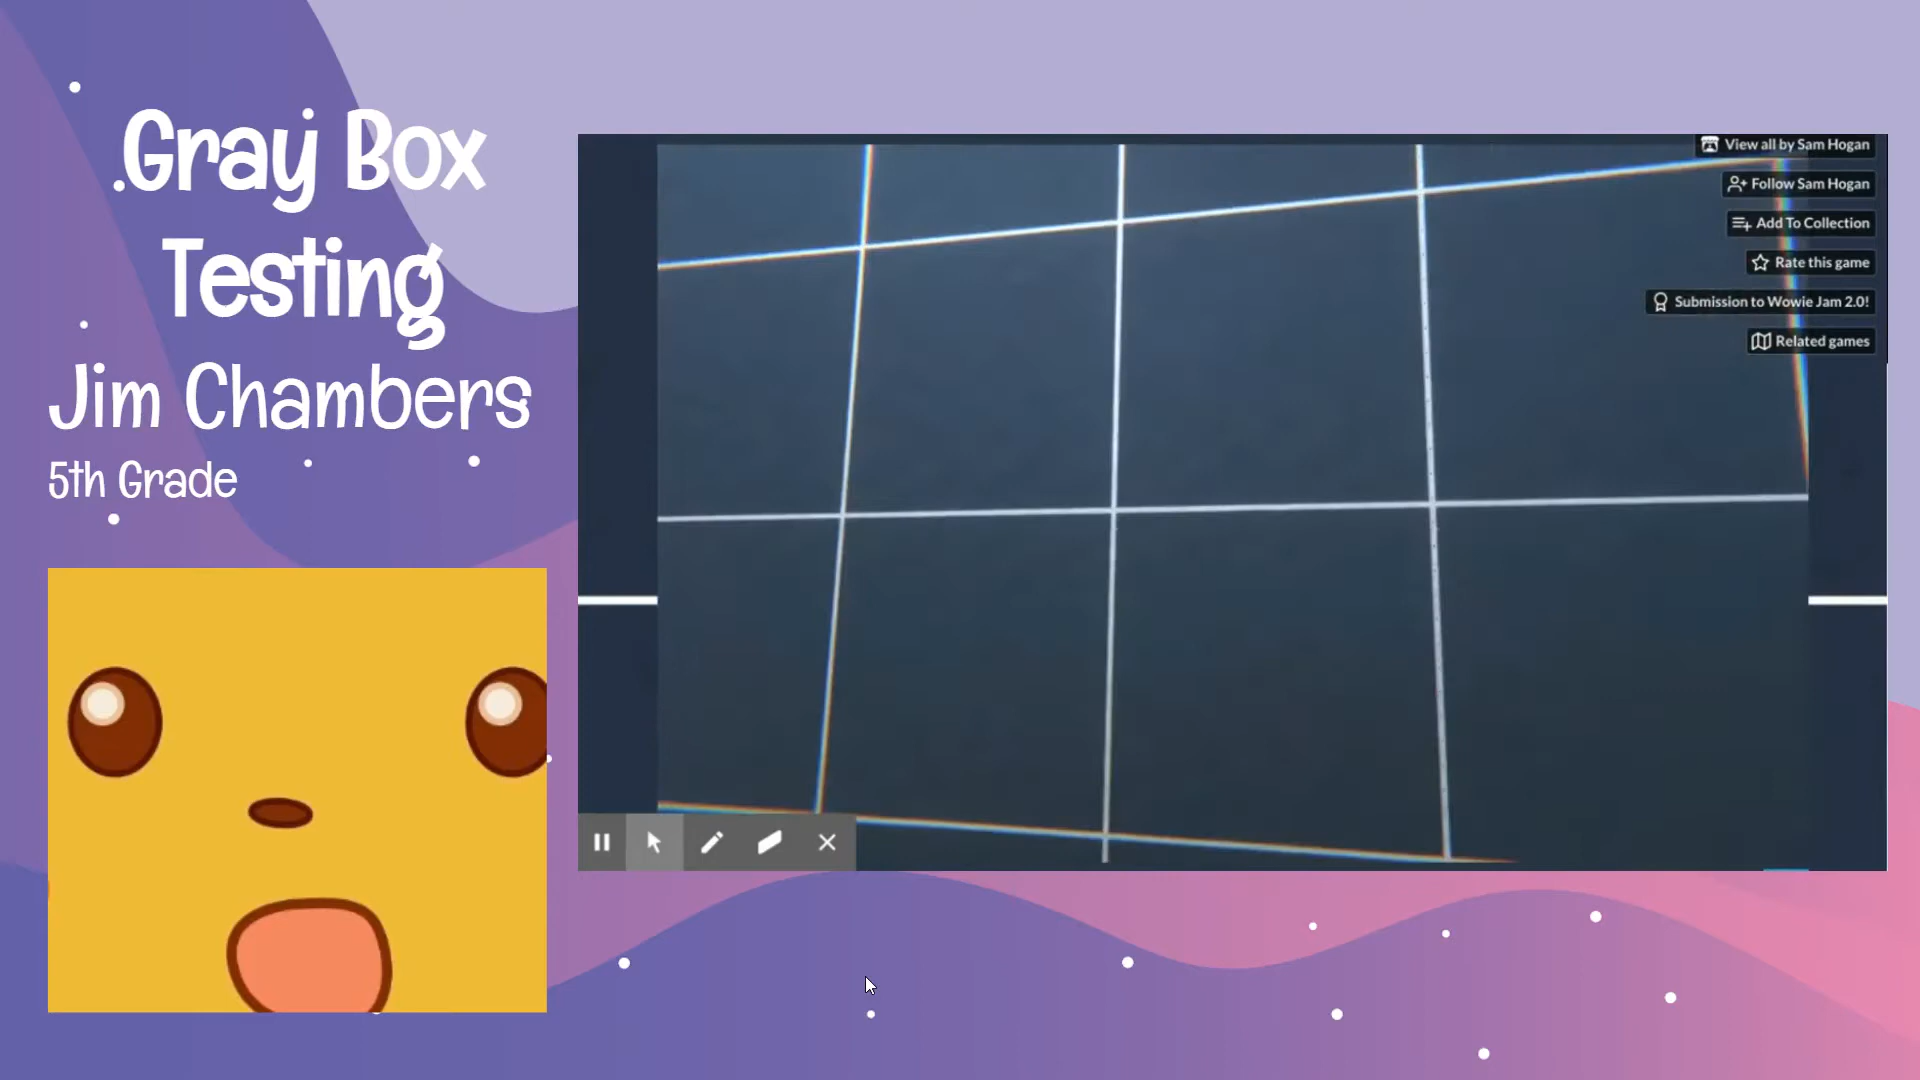 Gray Box
Testing
Jim Chambers
5th Grade
View all by Sam Hogan
Follow Sam Hogan
Add To Collection
Rate this game
Submission to Wowie Jam 2.0!
Related games